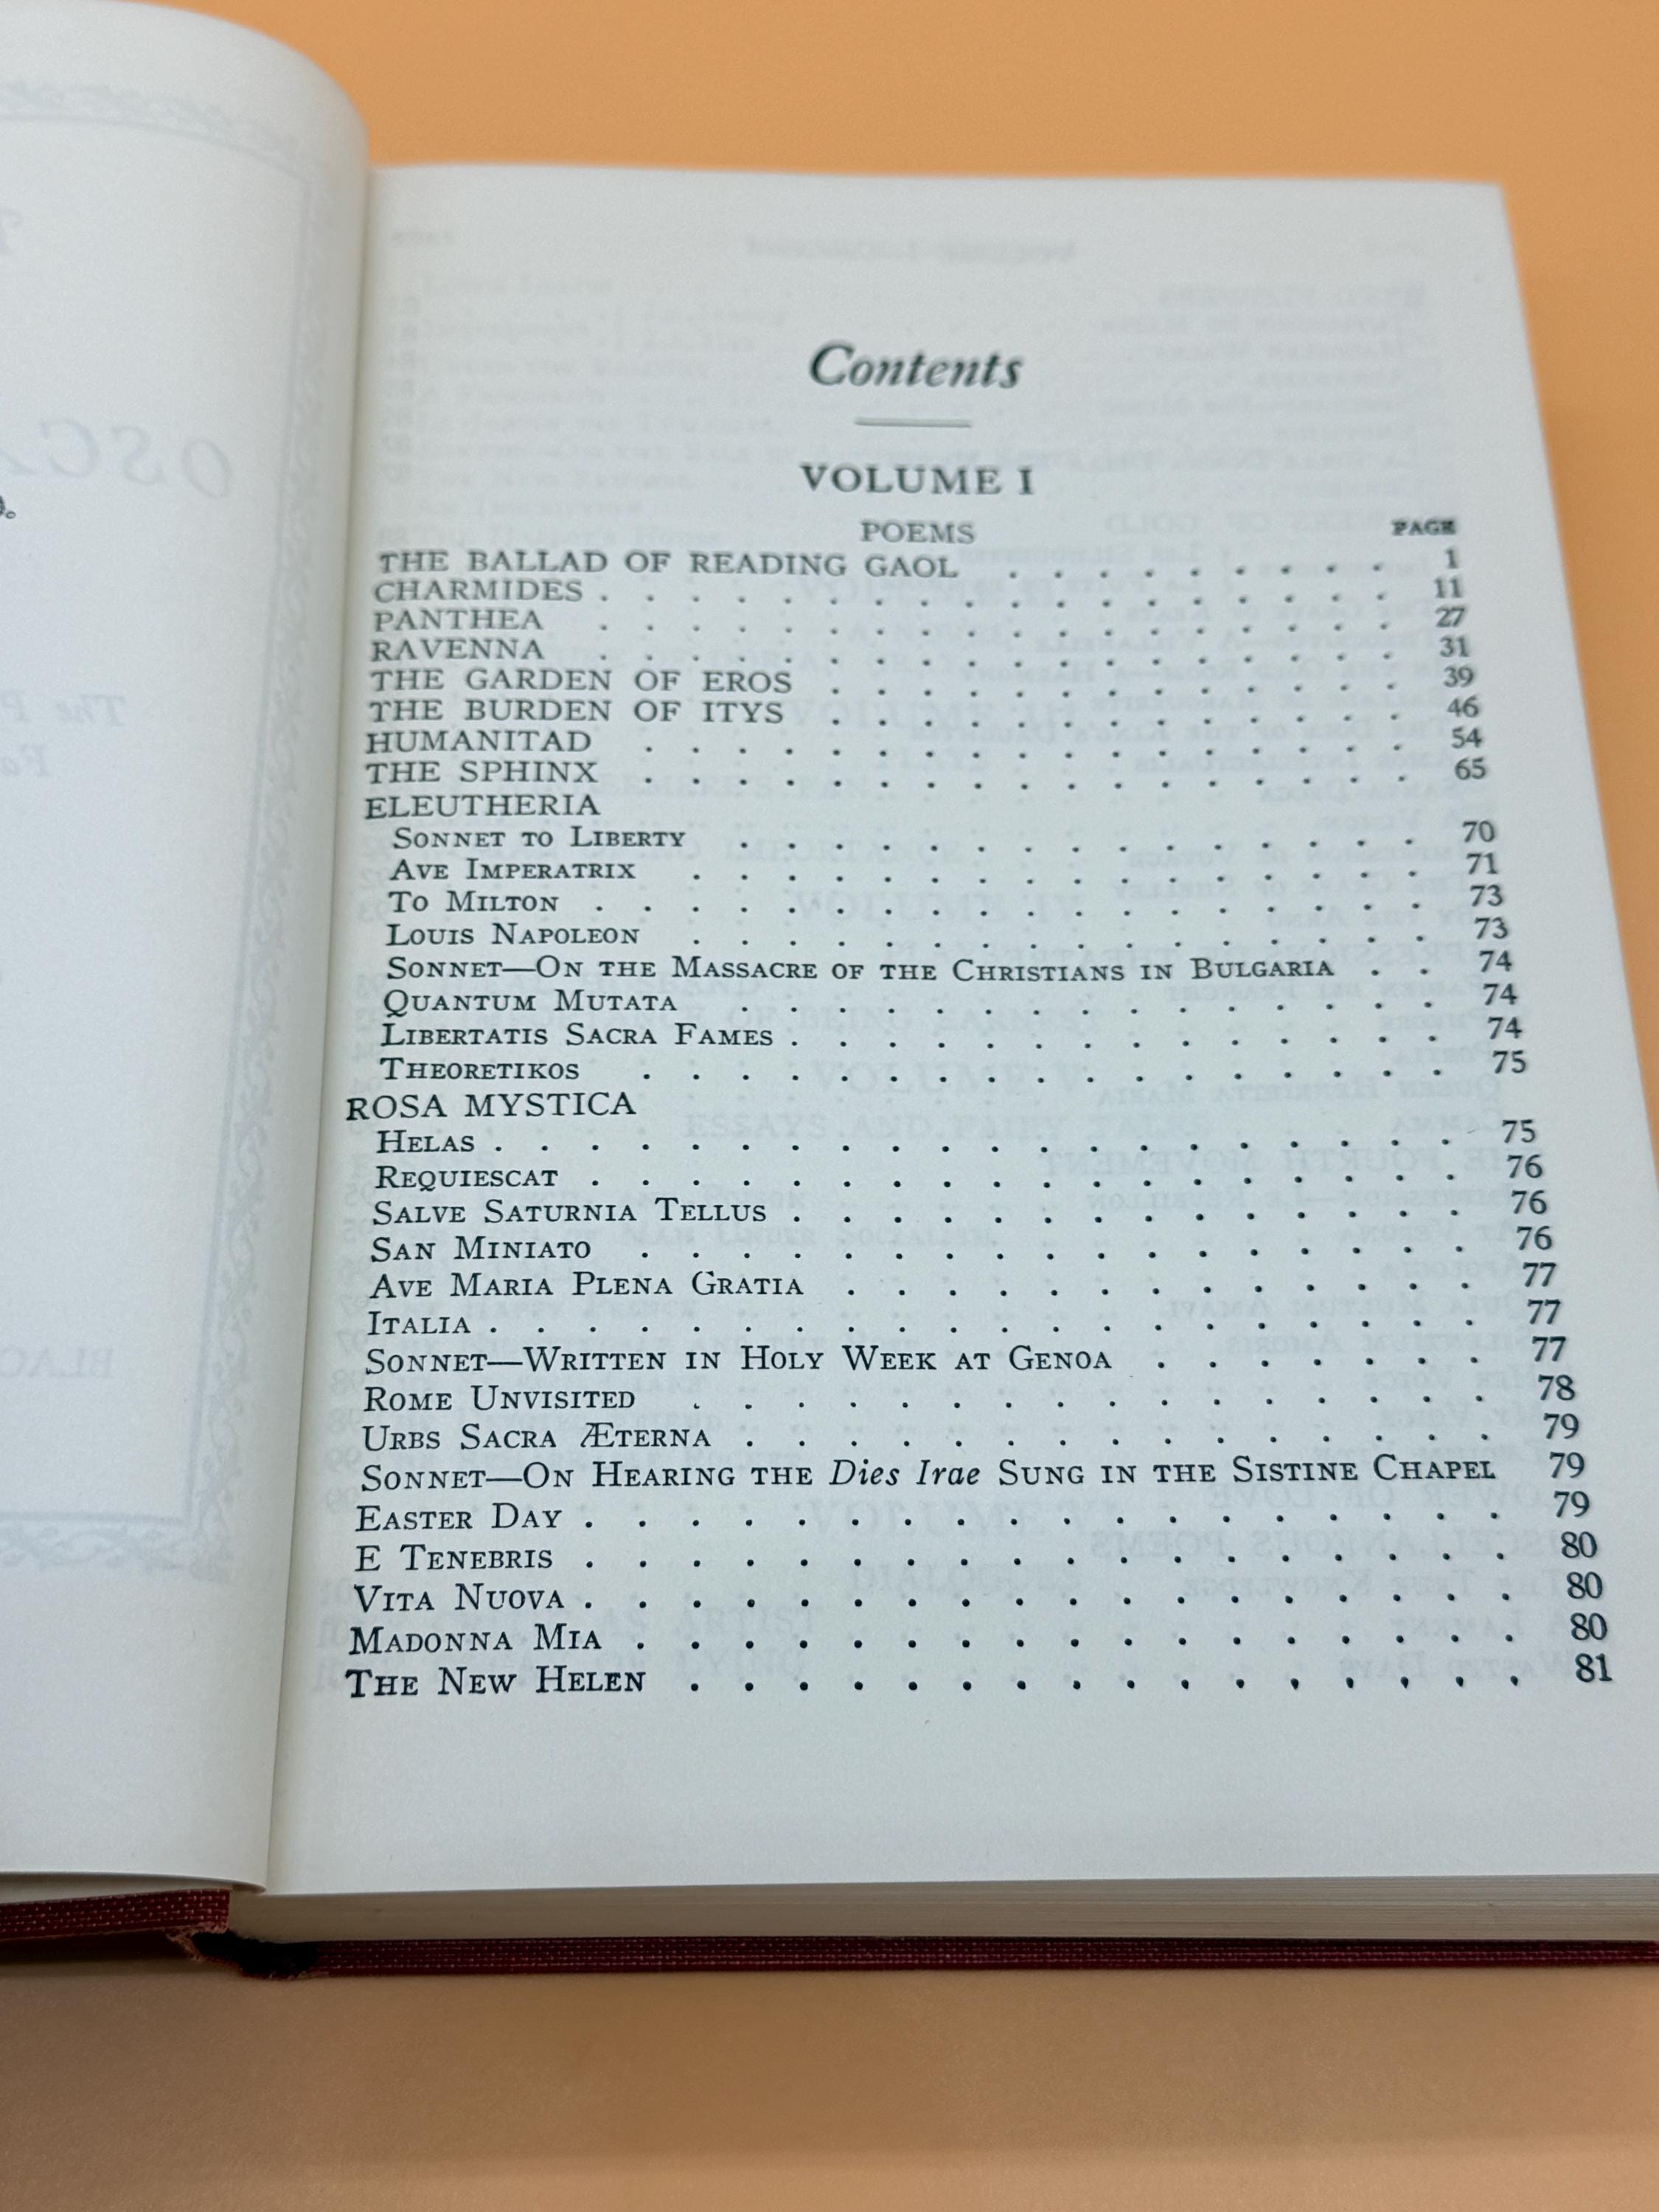 Contents
VOLUME I
POEMS PAGE
THE BALLAD OF READING GAOL . . . . . . . . . 1
CHARMIDES . . . . . . . . . . . . . . . . . . 11
PANTHEA . . . . . . . . . . . . . . . . . . 27
RAVENNA . . . . . . . . . . . . . . . . . . 31
THE GARDEN OF EROS . . . . . . . . . . . . . 39
THE BURDEN OF ITYS . . . . . . . . . . . . . 46
HUMANITAD . . . . . . . . . . . . . . . . . 54
THE SPHINX . . . . . . . . . . . . . . . . . 65
ELEUTHERIA
SONNET TO LIBERTY . . . . . . . . . . . . . . 70
AVE IMPERATRIX . . . . . . . . . . . . . . . 71
TO MILTON . . . . . . . . . . . . . . . . . 73
LOUIS NAPOLEON . . . . . . . . . . . . . . . 73
SONNET—ON THE MASSACRE OF THE CHRISTIANS IN BULGARIA . . 74
QUANTUM MUTATA . . . . . . . . . . . . . . . 74
LIBERTATIS SACRA FAMES . . . . . . . . . . . . . . 74
THEORETIKOS . . . . . . . . . . . . . . . . . 75
ROSA MYSTICA
HELAS . . . . . . . . . . . . . . . . . . . . 75
REQUIESCAT . . . . . . . . . . . . . . . . . . 76
SALVE SATURNIA TELLUS . . . . . . . . . . . . . . 76
SAN MINIATO . . . . . . . . . . . . . . . . . 76
AVE MARIA PLENA GRATIA . . . . . . . . . . . . . 77
ITALIA . . . . . . . . . . . . . . . . . . . . 77
SONNET—WRITTEN IN HOLY WEEK AT GENOA . . . . . . . 77
ROME UNVISITED . . . . . . . . . . . . . . . . 78
URBS SACRA ÆTERNA . . . . . . . . . . . . . . . 79
SONNET—ON HEARING THE Dies Irae SUNG IN THE SISTINE CHAPEL 79
EASTER DAY . . . . . . . . . . . . . . . . . . 79
E TENEBRIS . . . . . . . . . . . . . . . . . . 80
VITA NUOVA . . . . . . . . . . . . . . . . . . 80
MADONNA MIA . . . . . . . . . . . . . . . . . 80
THE NEW HELEN . . . . . . . . . . . . . . . . 81